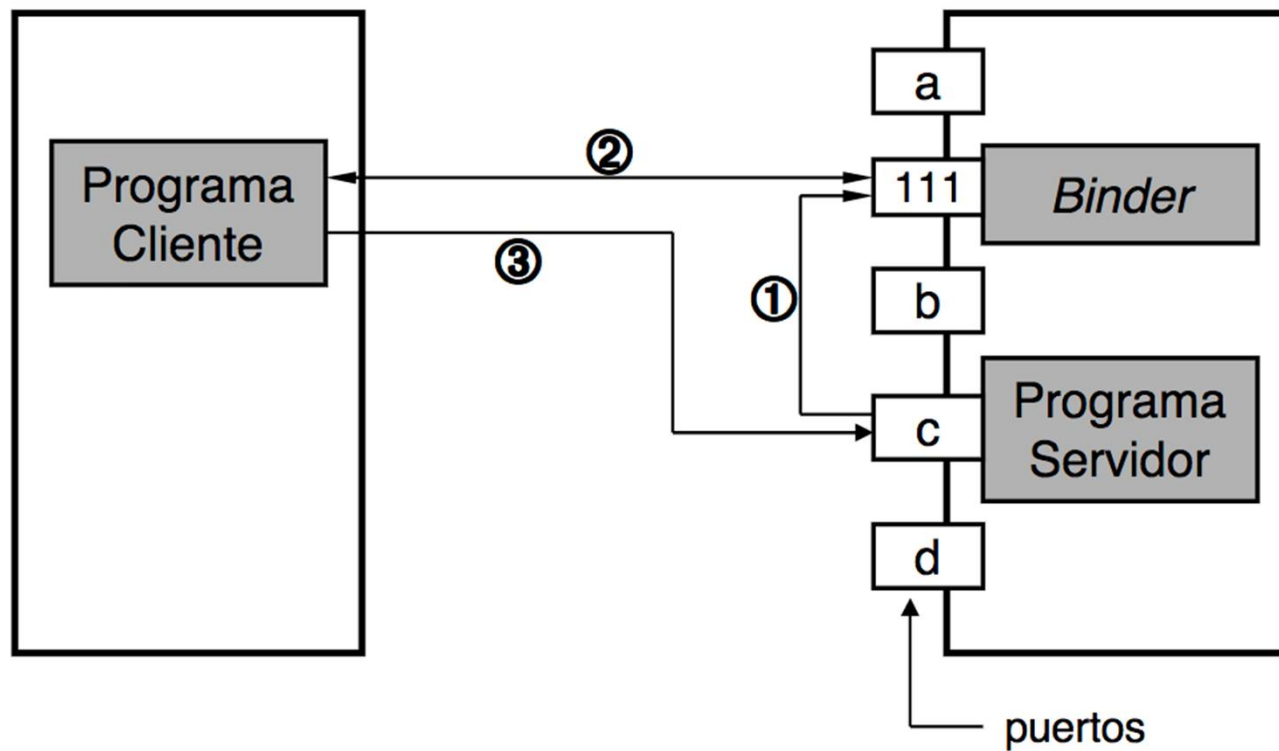 Programa
Cliente
②
③
①
a
111
Binder
b
c
Programa
Servidor
d
puertos